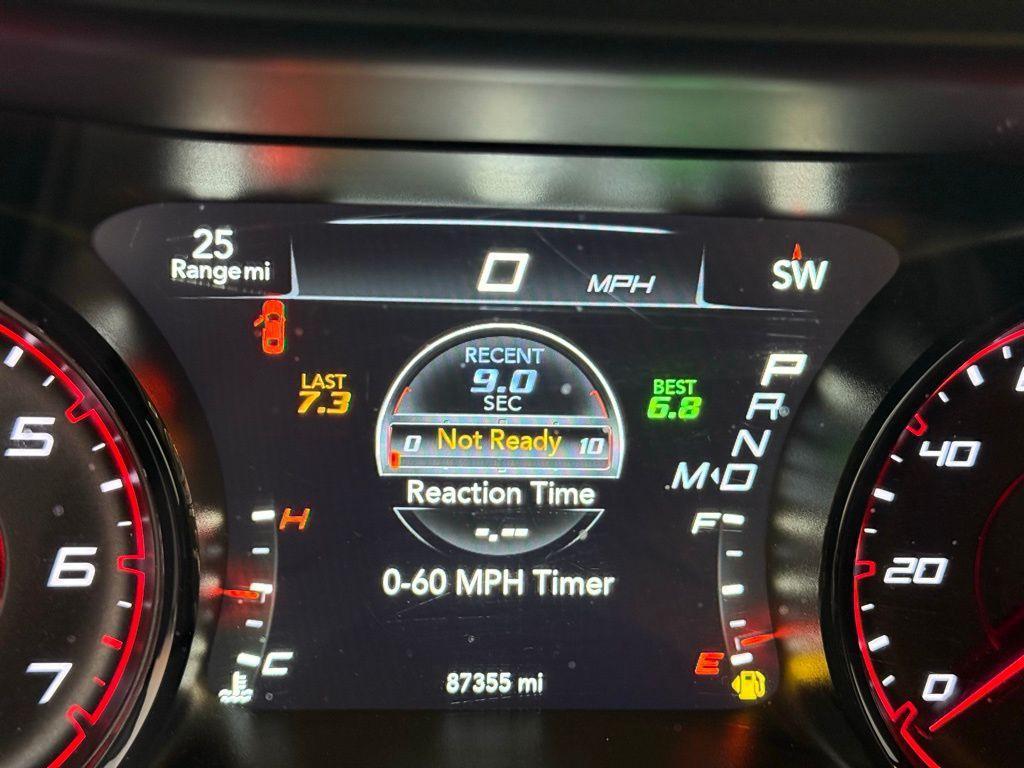 25
Range mi
0 MPH
SW
LAST
7.3
RECENT
9.0
SEC
BEST
6.8
0 Not Ready 10
Reaction Time
-.--
0-60 MPH Timer
87355 mi
H
C
P
R
N
M D
F
E
5
6
7
40
20
0